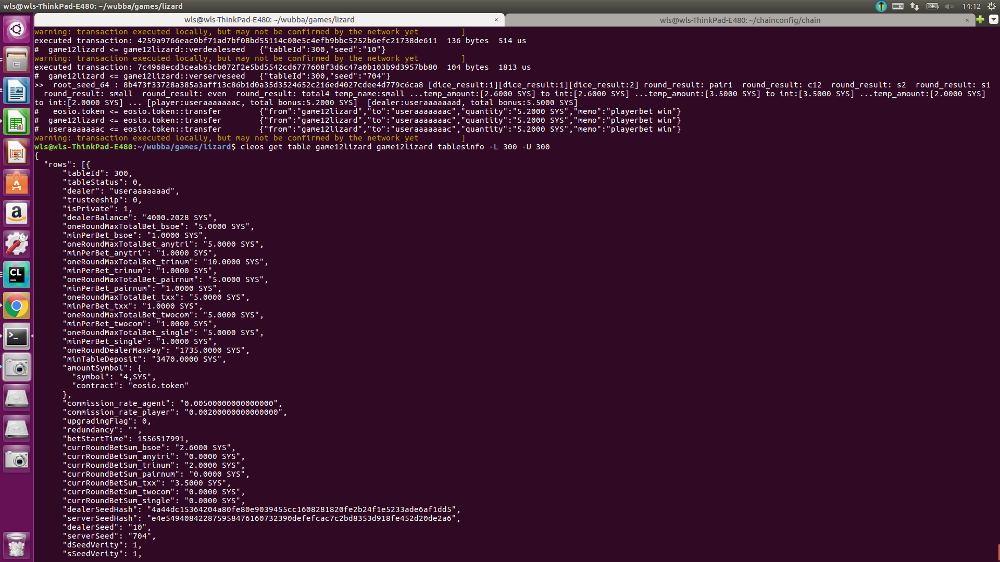 wls@wls-ThinkPad-E480: ~/wubba/games/lizard
14:12
wls@wls-ThinkPad-E480: ~/wubba/games/lizard ×
wls@wls-ThinkPad-E480: ~/chainconfig/chain ×
warning: transaction executed locally, but may not be confirmed by the network yet         ]
executed transaction: 4259a9766eac0bf71ad7bf08bd55114c00e5c4efb9bbc5252b6efc21738de611  136 bytes  514 us
#  game12lizard <= game12lizard::verdealeseed   {"tableId":300,"seed":"10"}
warning: transaction executed locally, but may not be confirmed by the network yet         ]
executed transaction: 7c4968ecd3ceab63cb072f2e5bd5542cd6777608f3d6c47a0b103b9d3957bb80  104 bytes  1813 us
#  game12lizard <= game12lizard::verserveseed   {"tableId":300,"seed":"704"}
>>  root_seed_64 : 8b473f33728a385a3aff13c86b1d0a35d3524652c216ed4027cdee4d779c6ca8 [dice_result:1][dice_result:1][dice_result:2] round_result: pair1  round_result: c12  round_result: s2  round_result: s1
  round_result: small  round_result: even  round_result: total4 temp_name:small ...temp_amount:[2.6000 SYS] to int:[2.6000 SYS] ...temp_amount:[3.5000 SYS] to int:[3.5000 SYS] ...temp_amount:[2.0000 SYS]
to int:[2.0000 SYS] ... [player:useraaaaaaac, total bonus:5.2000 SYS]  [dealer:useraaaaaaad, total bonus:5.5000 SYS]
#   eosio.token <= eosio.token::transfer        {"from":"game12lizard","to":"useraaaaaaac","quantity":"5.2000 SYS","memo":"playerbet win"}
#  game12lizard <= eosio.token::transfer        {"from":"game12lizard","to":"useraaaaaaac","quantity":"5.2000 SYS","memo":"playerbet win"}
#  useraaaaaaac <= eosio.token::transfer        {"from":"game12lizard","to":"useraaaaaaac","quantity":"5.2000 SYS","memo":"playerbet win"}
warning: transaction executed locally, but may not be confirmed by the network yet         ]
wls@wls-ThinkPad-E480:~/wubba/games/lizard$ cleos get table game12lizard game12lizard tablesinfo -L 300 -U 300
{
  "rows": [{
      "tableId": 300,
      "tableStatus": 0,
      "dealer": "useraaaaaaad",
      "trusteeship": 0,
      "isPrivate": 1,
      "dealerBalance": "4000.2028 SYS",
      "oneRoundMaxTotalBet_bsoe": "5.0000 SYS",
      "minPerBet_bsoe": "1.0000 SYS",
      "oneRoundMaxTotalBet_anytri": "5.0000 SYS",
      "minPerBet_anytri": "1.0000 SYS",
      "oneRoundMaxTotalBet_trinum": "10.0000 SYS",
      "minPerBet_trinum": "1.0000 SYS",
      "oneRoundMaxTotalBet_pairnum": "5.0000 SYS",
      "minPerBet_pairnum": "1.0000 SYS",
      "oneRoundMaxTotalBet_txx": "5.0000 SYS",
      "minPerBet_txx": "1.0000 SYS",
      "oneRoundMaxTotalBet_twocom": "5.0000 SYS",
      "minPerBet_twocom": "1.0000 SYS",
      "oneRoundMaxTotalBet_single": "5.0000 SYS",
      "minPerBet_single": "1.0000 SYS",
      "oneRoundDealerMaxPay": "1735.0000 SYS",
      "minTableDeposit": "3470.0000 SYS",
      "amountSymbol": {
        "symbol": "4,SYS",
        "contract": "eosio.token"
      },
      "commission_rate_agent": "0.00500000000000000",
      "commission_rate_player": "0.00200000000000000",
      "upgradingFlag": 0,
      "redundancy": "",
      "betStartTime": 1556517991,
      "currRoundBetSum_bsoe": "2.6000 SYS",
      "currRoundBetSum_anytri": "0.0000 SYS",
      "currRoundBetSum_trinum": "2.0000 SYS",
      "currRoundBetSum_pairnum": "0.0000 SYS",
      "currRoundBetSum_txx": "3.5000 SYS",
      "currRoundBetSum_twocom": "0.0000 SYS",
      "currRoundBetSum_single": "0.0000 SYS",
      "dealerSeedHash": "4a44dc15364204a80fe80e9039455cc1608281820fe2b24f1e5233ade6af1dd5",
      "serverSeedHash": "e4e5494084228759584761607323​90defefcac7c2bd8353d918fe452d20de2a6",
      "dealerSeed": "10",
      "serverSeed": "704",
      "dSeedVerity": 1,
      "sSeedVerity": 1,